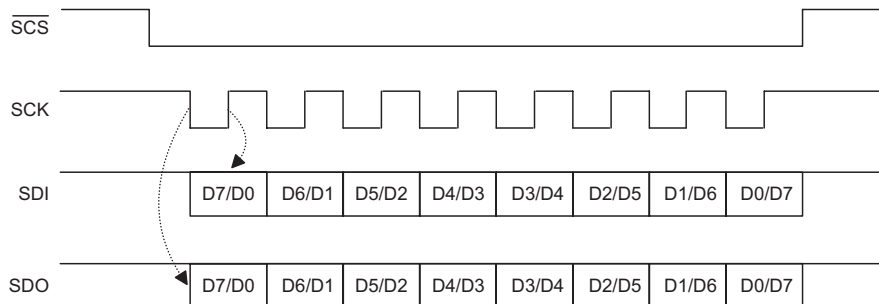 S̅C̅S̅
SCK
SDI D7/D0 D6/D1 D5/D2 D4/D3 D3/D4 D2/D5 D1/D6 D0/D7
SDO D7/D0 D6/D1 D5/D2 D4/D3 D3/D4 D2/D5 D1/D6 D0/D7